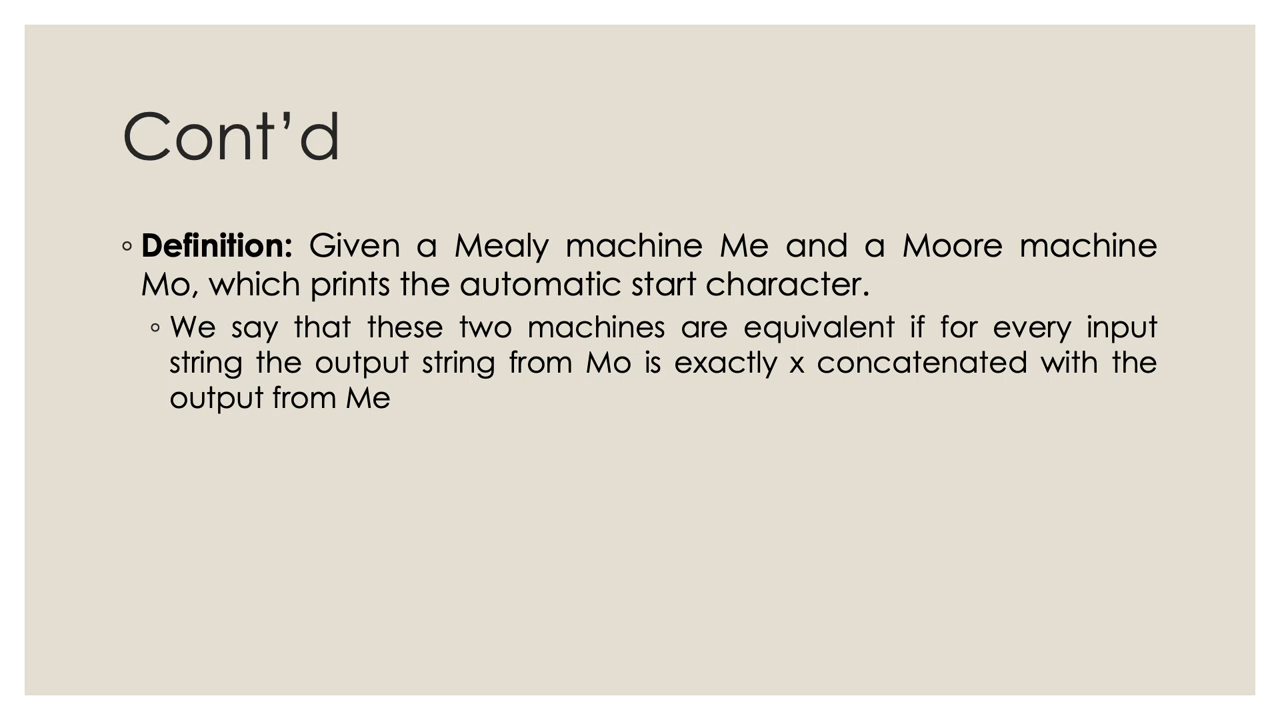 Cont’d
◦ Definition: Given a Mealy machine Me and a Moore machine
Mo, which prints the automatic start character.
◦ We say that these two machines are equivalent if for every input
string the output string from Mo is exactly x concatenated with the
output from Me